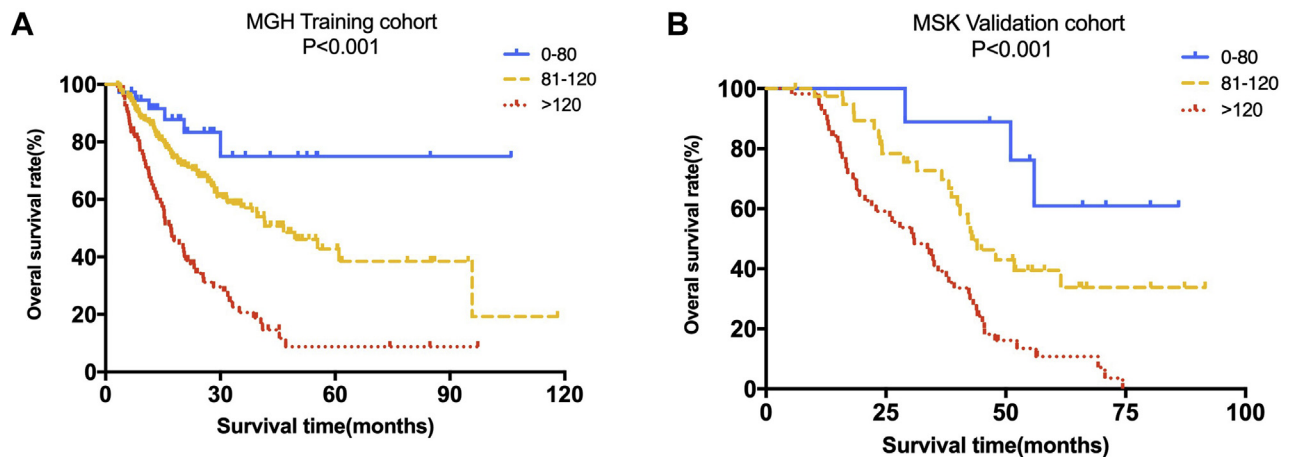 A
MGH Training cohort
P<0.001
0-80
81-120
>120
Overal survival rate(%)
100
80
60
40
20
0
0 30 60 90 120
Survival time(months)
B
MSK Validation cohort
P<0.001
0-80
81-120
>120
Overal survival rate(%)
100
80
60
40
20
0
0 25 50 75 100
Survival time(months)